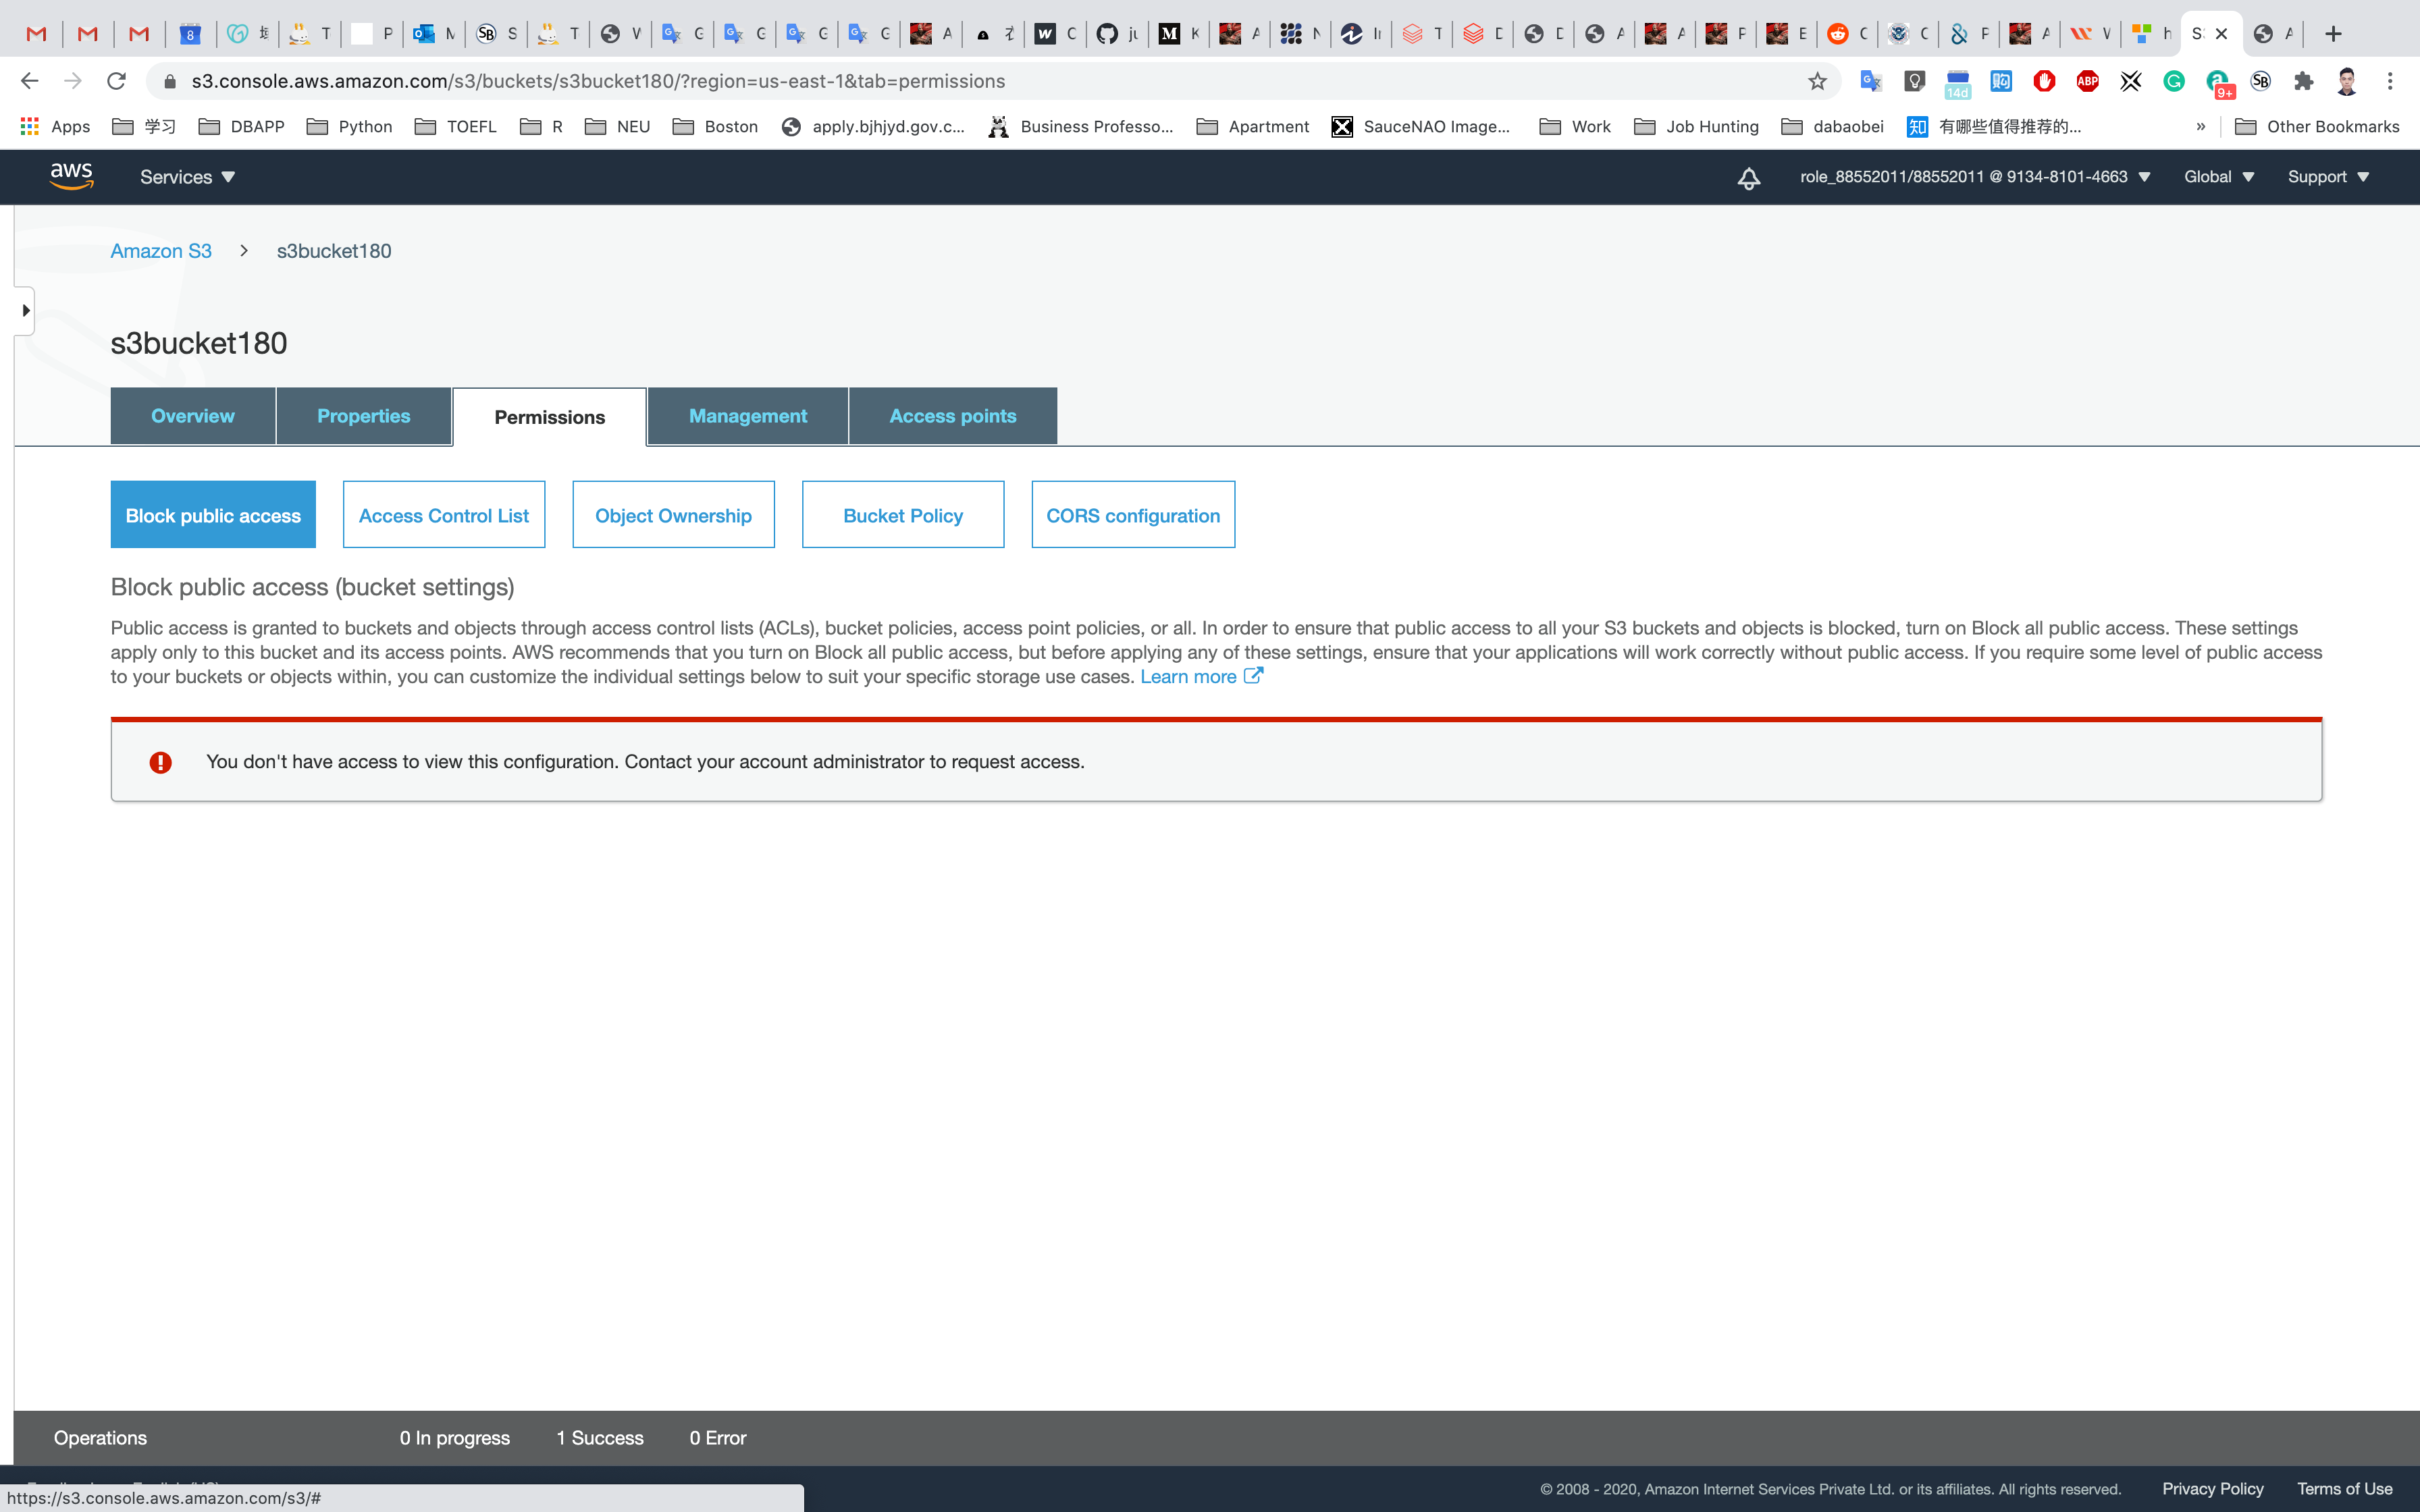 s3.console.aws.amazon.com/s3/buckets/s3bucket180/?region=us-east-1&tab=permissions
14d
ABP
9+
Apps 学习 DBAPP Python TOEFL R NEU Boston apply.bjhjyd.gov.c... Business Professo... Apartment SauceNAO Image... Work Job Hunting dabaobei 知 有哪些值得推荐的... » Other Bookmarks
aws Services role_88552011/88552011 @ 9134-8101-4663 Global Support
Amazon S3 > s3bucket180
s3bucket180
Overview Properties Permissions Management Access points
Block public access Access Control List Object Ownership Bucket Policy CORS configuration
Block public access (bucket settings)
Public access is granted to buckets and objects through access control lists (ACLs), bucket policies, access point policies, or all. In order to ensure that public access to all your S3 buckets and objects is blocked, turn on Block all public access. These settings
apply only to this bucket and its access points. AWS recommends that you turn on Block all public access, but before applying any of these settings, ensure that your applications will work correctly without public access. If you require some level of public access
to your buckets or objects within, you can customize the individual settings below to suit your specific storage use cases. Learn more
You don't have access to view this configuration. Contact your account administrator to request access.
Operations 0 In progress 1 Success 0 Error
© 2008 - 2020, Amazon Internet Services Private Ltd. or its affiliates. All rights reserved. Privacy Policy Terms of Use
https://s3.console.aws.amazon.com/s3/#